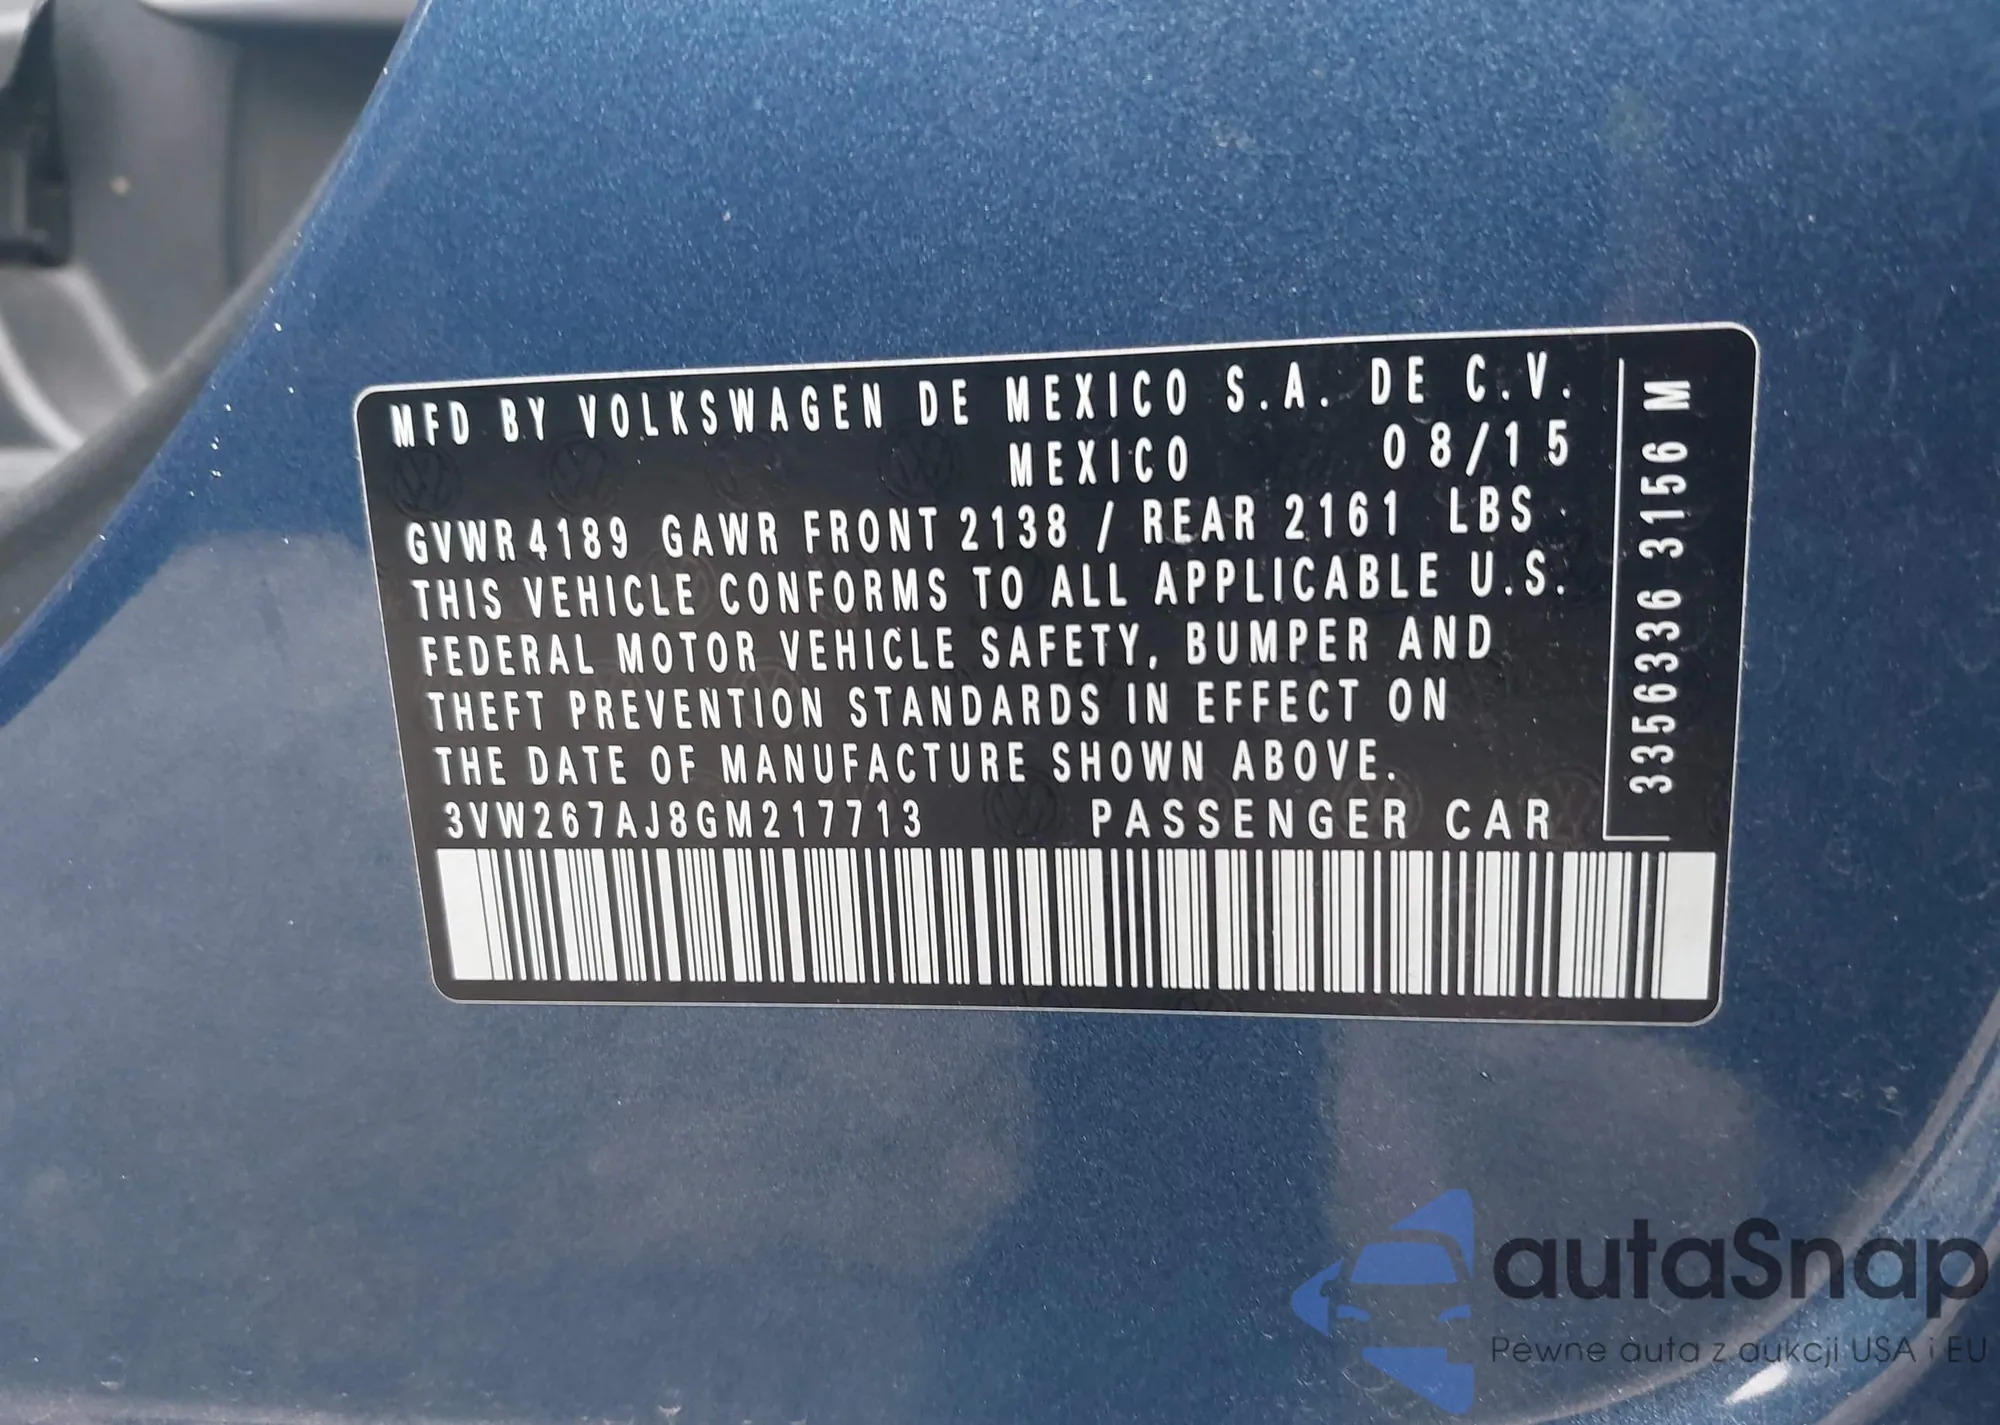 MFD BY VOLKSWAGEN DE MEXICO S.A. DE C.V.
MEXICO 08/15
GVWR 4189 GAWR FRONT 2138 / REAR 2161 LBS
THIS VEHICLE CONFORMS TO ALL APPLICABLE U.S.
FEDERAL MOTOR VEHICLE SAFETY, BUMPER AND
THEFT PREVENTION STANDARDS IN EFFECT ON
THE DATE OF MANUFACTURE SHOWN ABOVE.
3VW267AJ8GM217713 PASSENGER CAR
3356336 3156 M
autaSnap
Pewne auta z aukcji USA i EU